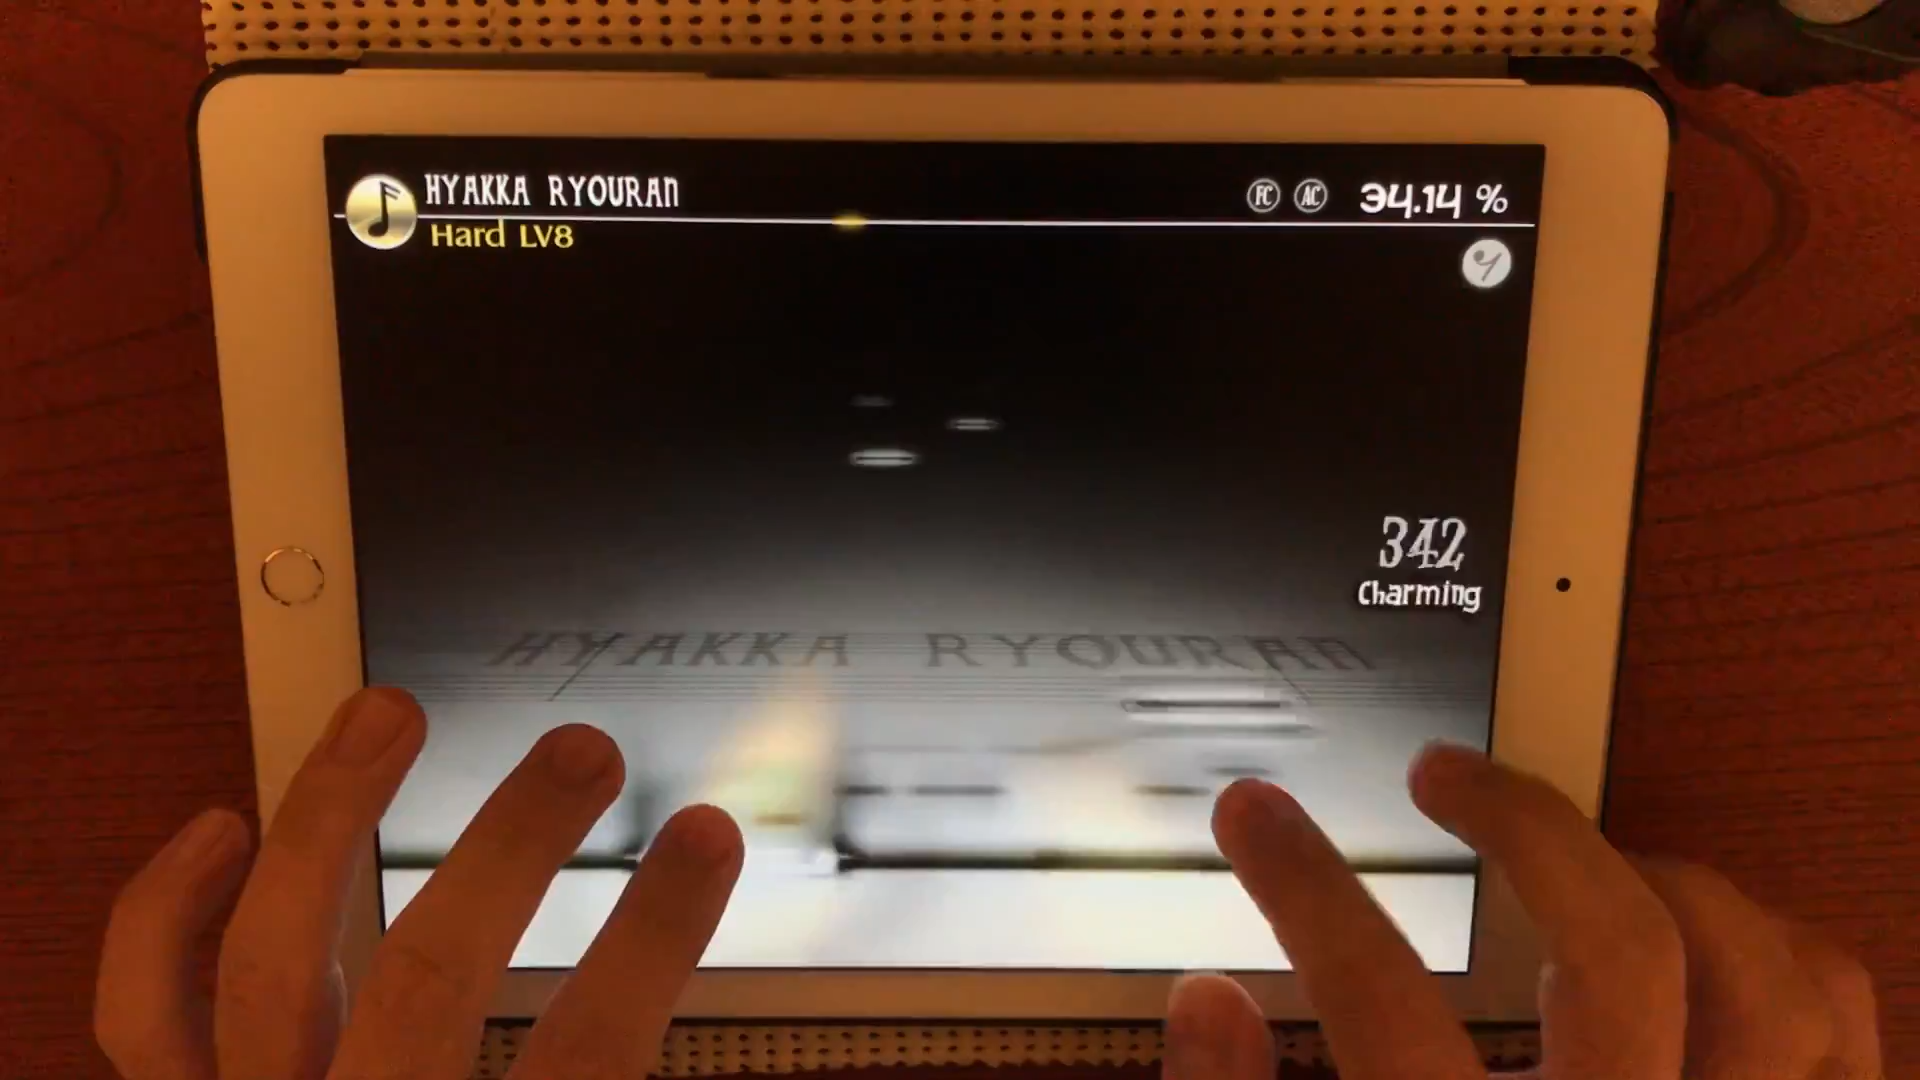 HYAKKA RYOURAN
FC AC 34.14 %
Hard LV8
342
Charming
HYAKKA RYOURAN